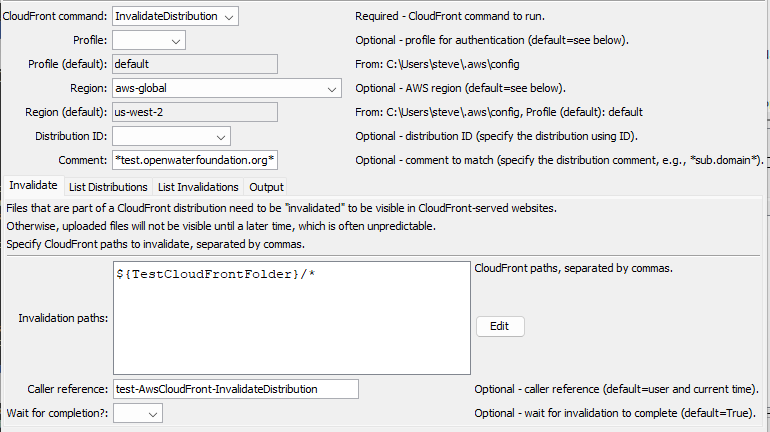 CloudFront command: InvalidateDistribution Required - CloudFront command to run.
Profile: Optional - profile for authentication (default=see below).
Profile (default): default From: C:\Users\steve\.aws\config
Region: aws-global Optional - AWS region (default=see below).
Region (default): us-west-2 From: C:\Users\steve\.aws\config, Profile (default): default
Distribution ID: Optional - distribution ID (specify the distribution using ID).
Comment: *test.openwaterfoundation.org* Optional - comment to match (specify the distribution comment, e.g., *sub.domain*).
Invalidate List Distributions List Invalidations Output
Files that are part of a CloudFront distribution need to be "invalidated" to be visible in CloudFront-served websites.
Otherwise, uploaded files will not be visible until a later time, which is often unpredictable.
Specify CloudFront paths to invalidate, separated by commas.
${TestCloudFrontFolder}/* CloudFront paths, separated by commas.
Invalidation paths: Edit
Caller reference: test-AwsCloudFront-InvalidateDistribution Optional - caller reference (default=user and current time).
Wait for completion?: Optional - wait for invalidation to complete (default=True).